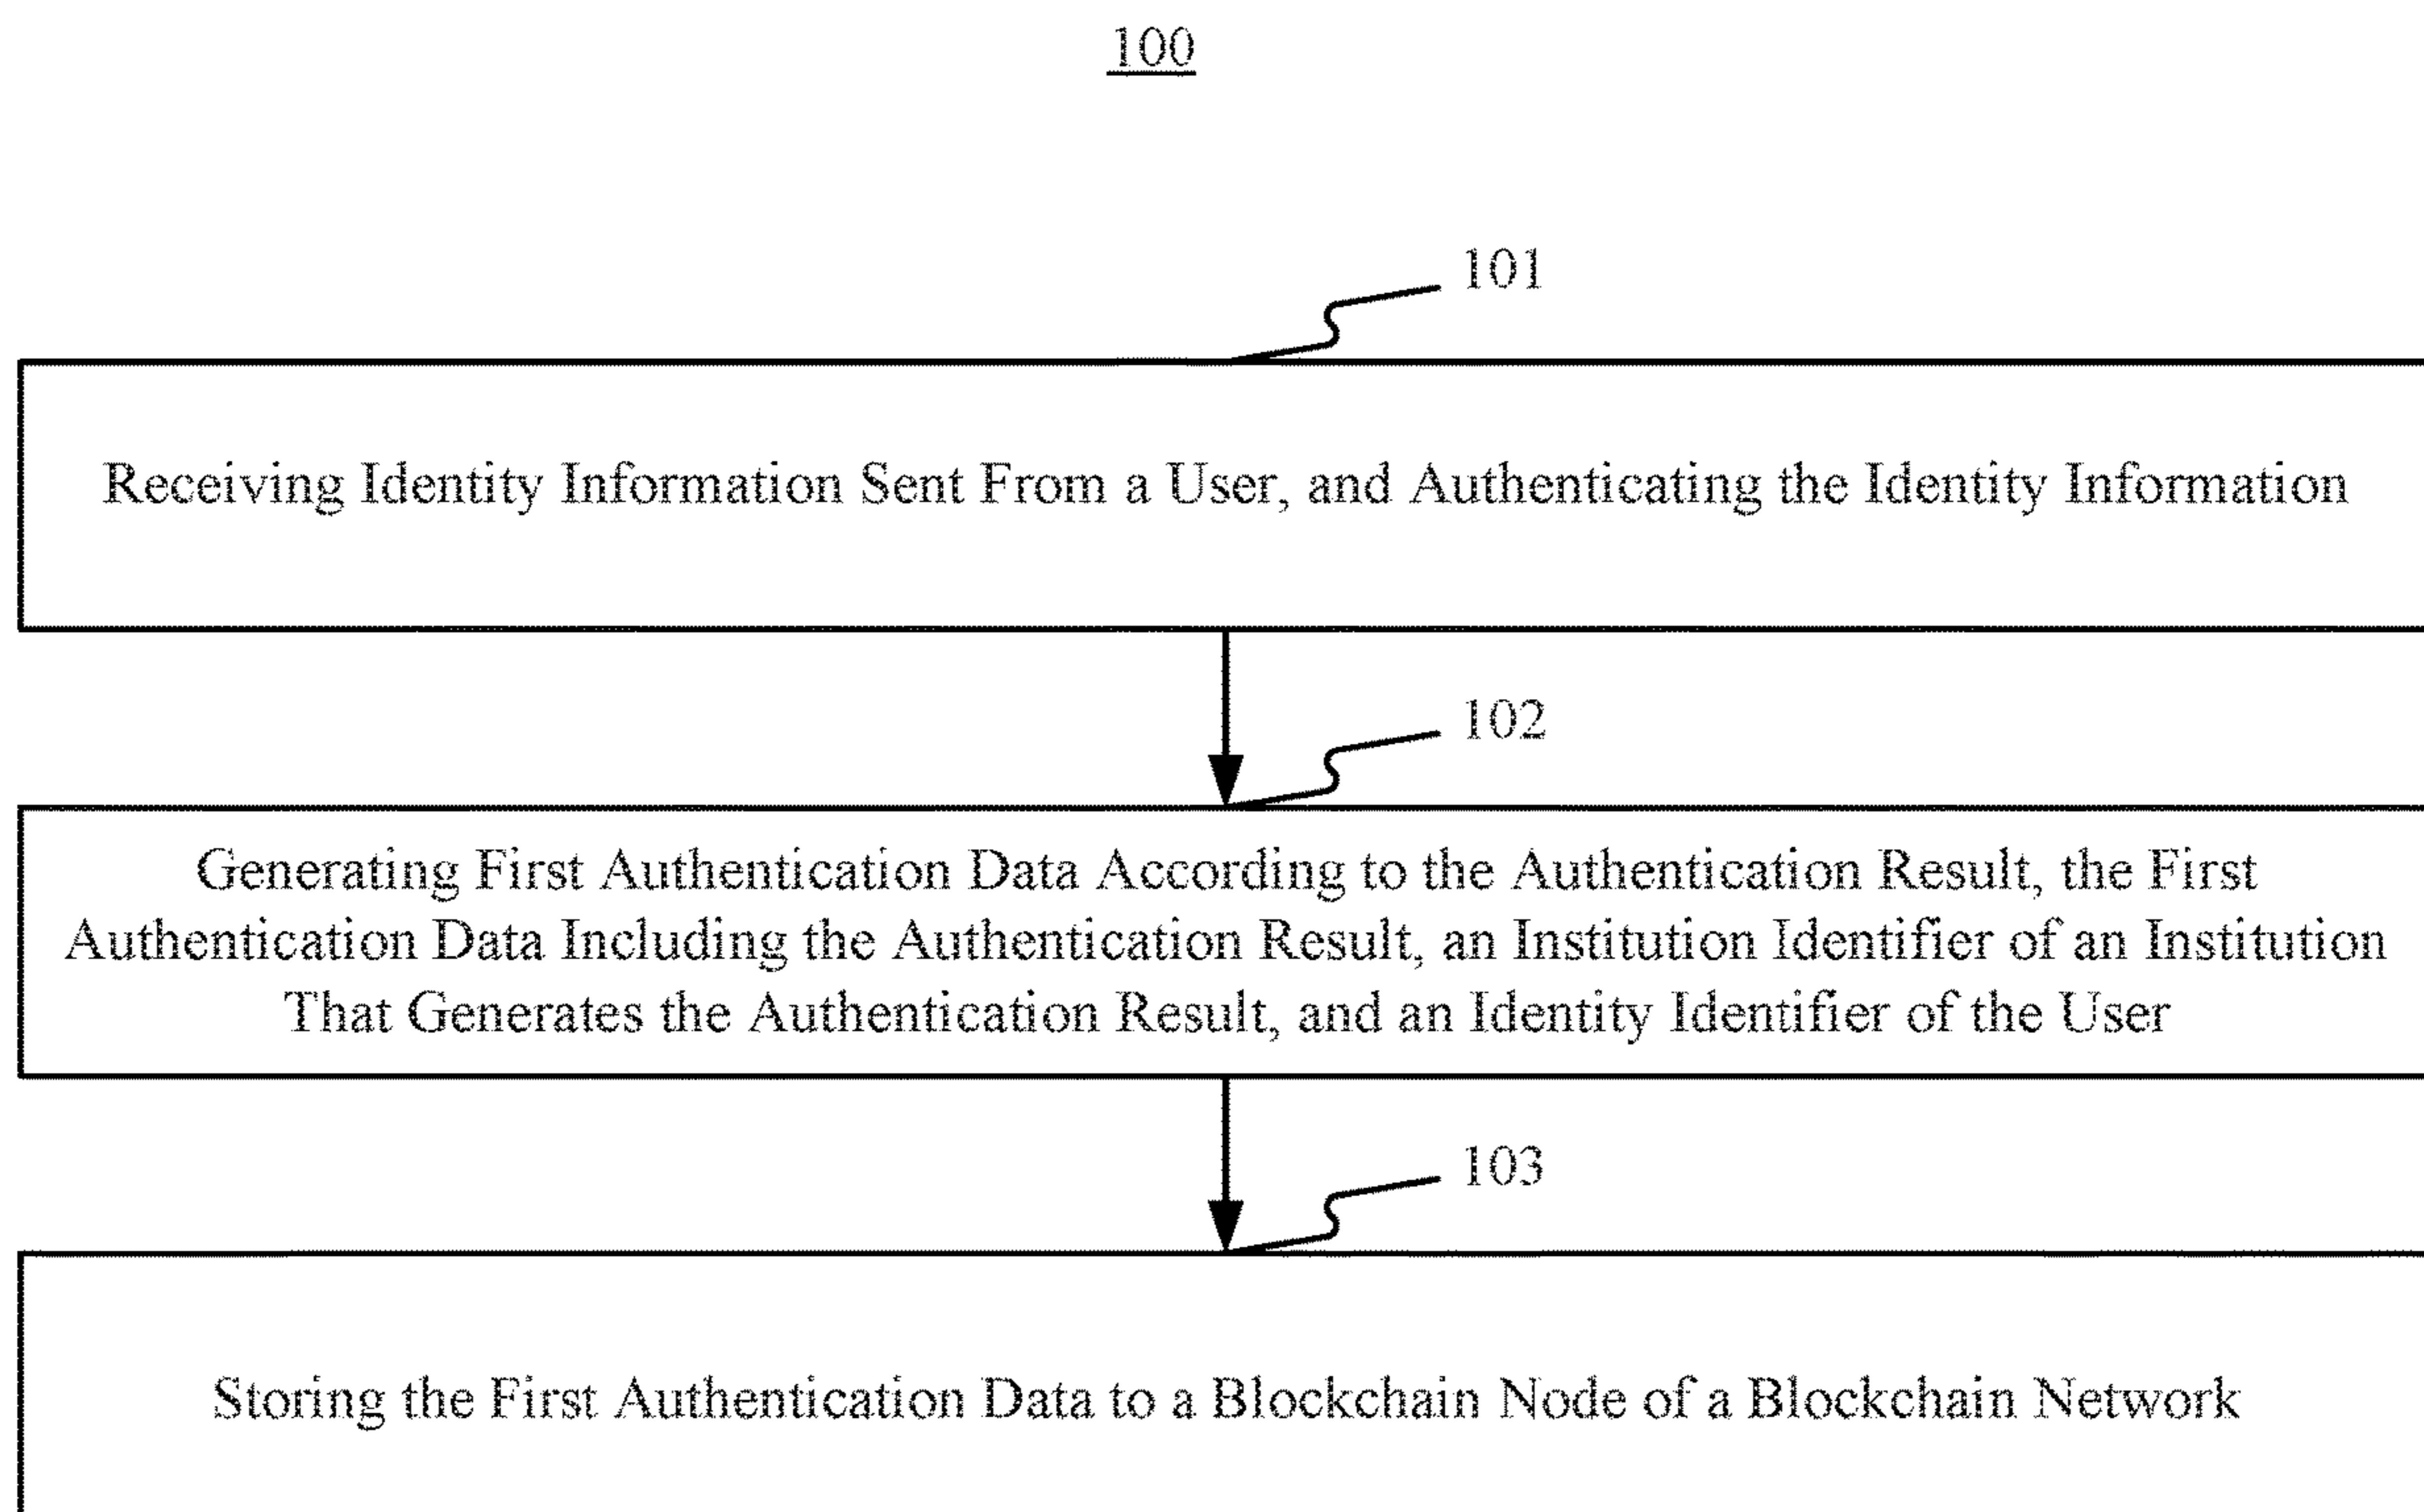 100
101
Receiving Identity Information Sent From a User, and Authenticating the Identity Information
102
Generating First Authentication Data According to the Authentication Result, the First
Authentication Data Including the Authentication Result, an Institution Identifier of an Institution
That Generates the Authentication Result, and an Identity Identifier of the User
103
Storing the First Authentication Data to a Blockchain Node of a Blockchain Network